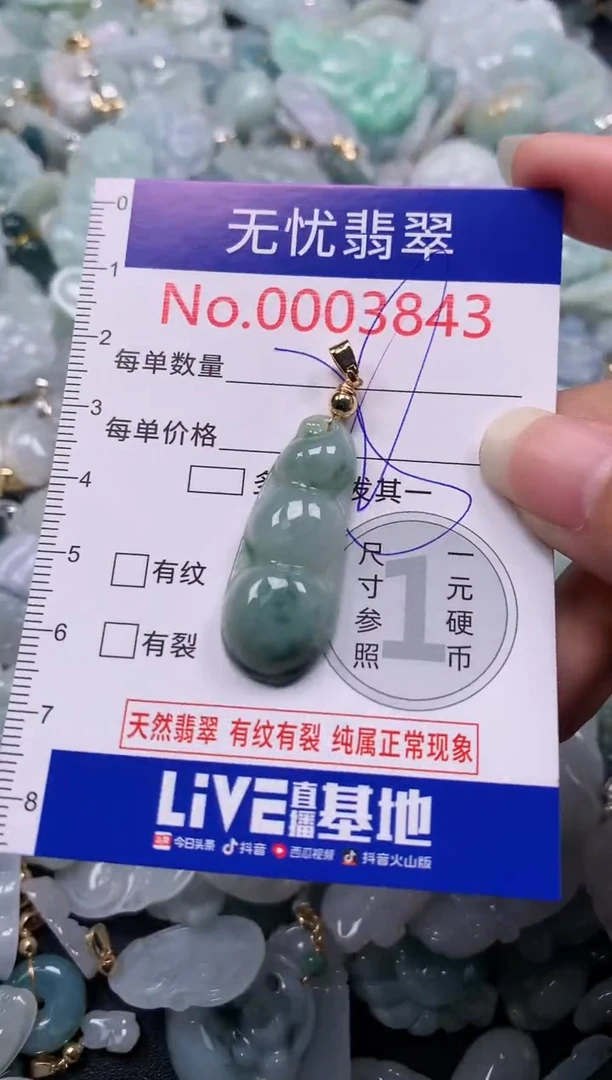 无忧翡翠
No.0003843
0
1
2
3
4
5
6
7
8
每单数量
每单价格
其一
有纹
有裂
尺寸参照
1
一元硬币
天然翡翠 有纹有裂 纯属正常现象
LiVE直播基地
今日头条 抖音 西瓜视频 抖音火山版